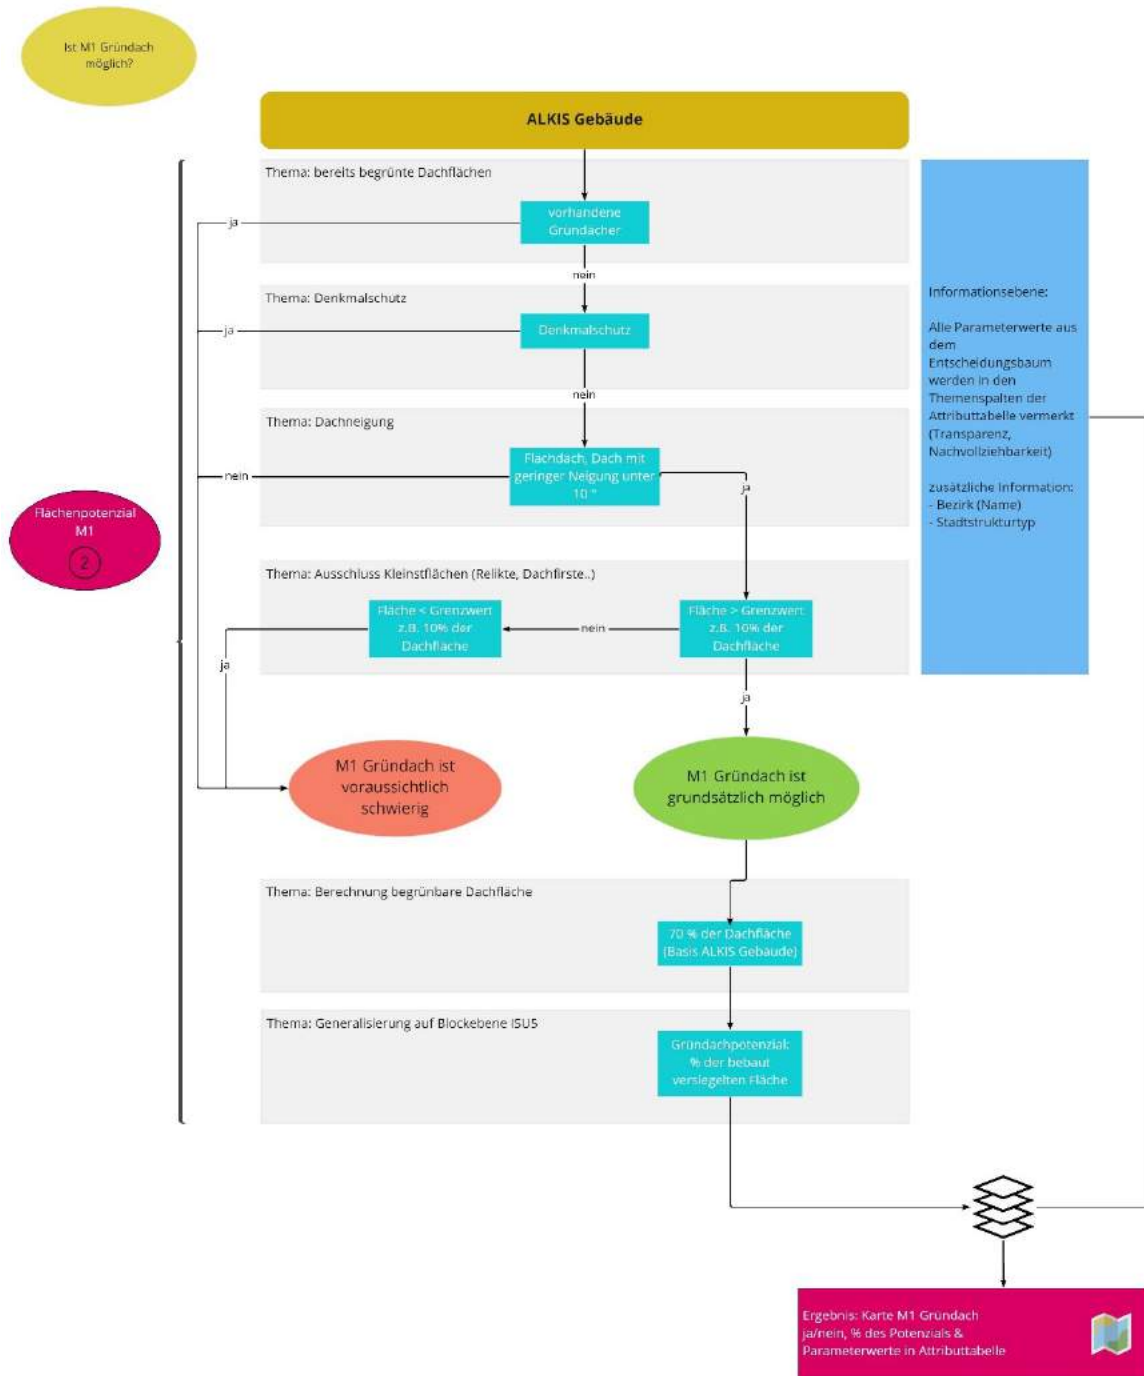 Ist M1 Gründach
möglich?
ALKIS Gebäude
Thema: bereits begrünte Dachflächen
vorhandene
Gründächer
ja
nein
Thema: Denkmalschutz
Denkmalschutz
ja
nein
Thema: Dachneigung
Flachdach, Dach mit
geringer Neigung unter
10 °
nein
ja
Informationsebene:
Alle Parameterwerte aus
dem
Entscheidungsbaum
werden in den
Themenspalten der
Attributtabelle vermerkt
(Transparenz,
Nachvollziehbarkeit)
zusätzliche Information:
- Bezirk (Name)
- Stadtstrukturtyp
Flächenpotenzial
M1
2
Thema: Ausschluss Kleinstflächen (Relikte, Dachfirste..)
Fläche < Grenzwert
z.B. 10% der
Dachfläche
nein
Fläche > Grenzwert
z.B. 10% der
Dachfläche
ja
ja
M1 Gründach ist
voraussichtlich
schwierig
M1 Gründach ist
grundsätzlich möglich
Thema: Berechnung begrünbare Dachfläche
70 % der Dachfläche
(Basis ALKIS Gebäude)
Thema: Generalisierung auf Blockebene ISU5
Gründachpotenzial:
% der bebaut
versiegelten Fläche
Ergebnis: Karte M1 Gründach
ja/nein, % des Potenzials &
Parameterwerte in Attributtabelle